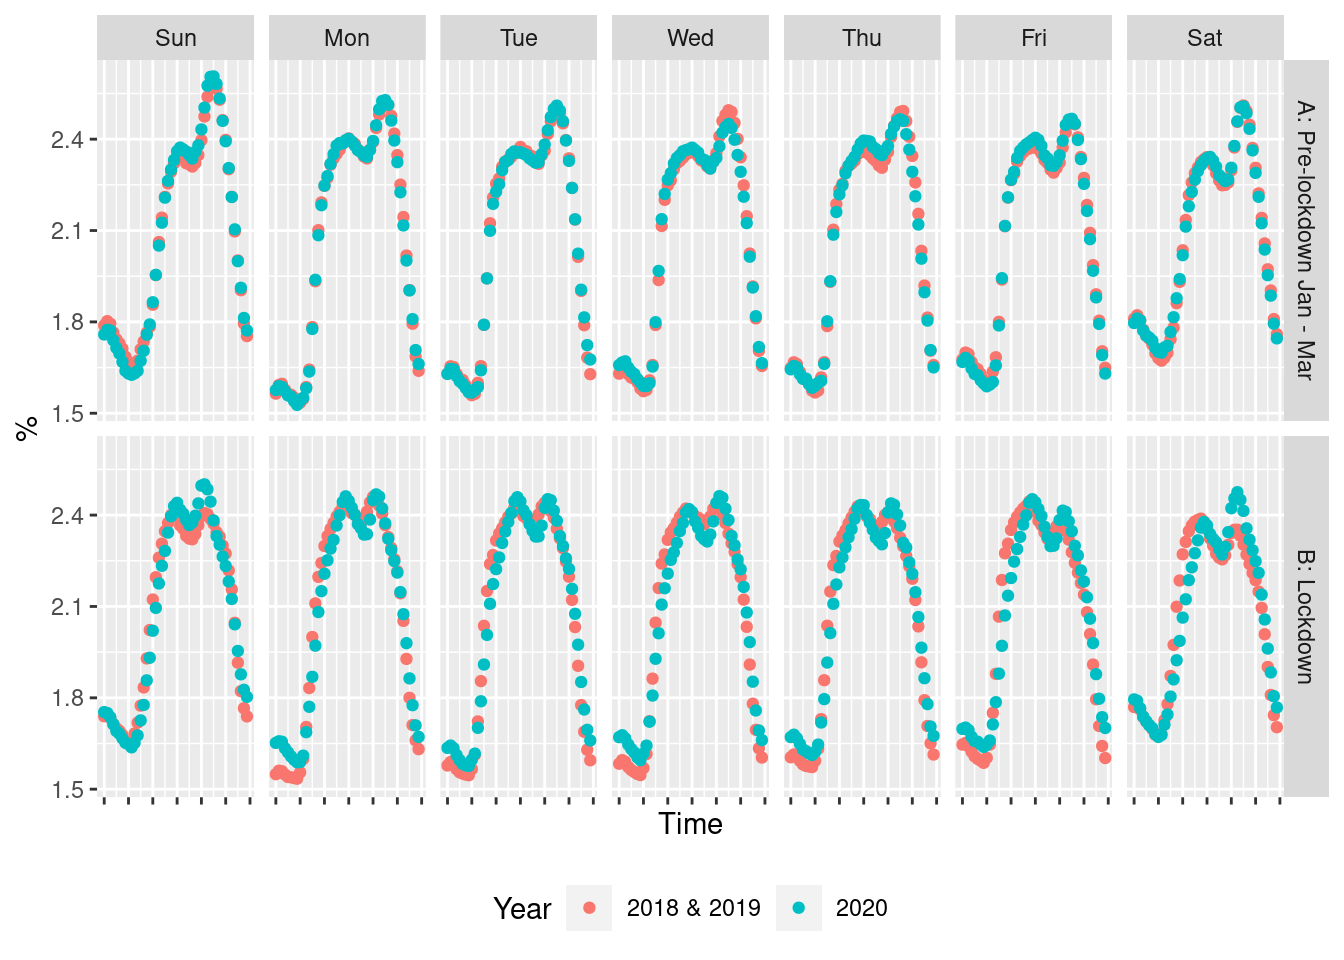 Sun Mon Tue Wed Thu Fri Sat
2.4
2.1
1.8
1.5
A: Pre-lockdown Jan - Mar
%
2.4
2.1
1.8
1.5
B: Lockdown
Time
Year 2018 & 2019 2020